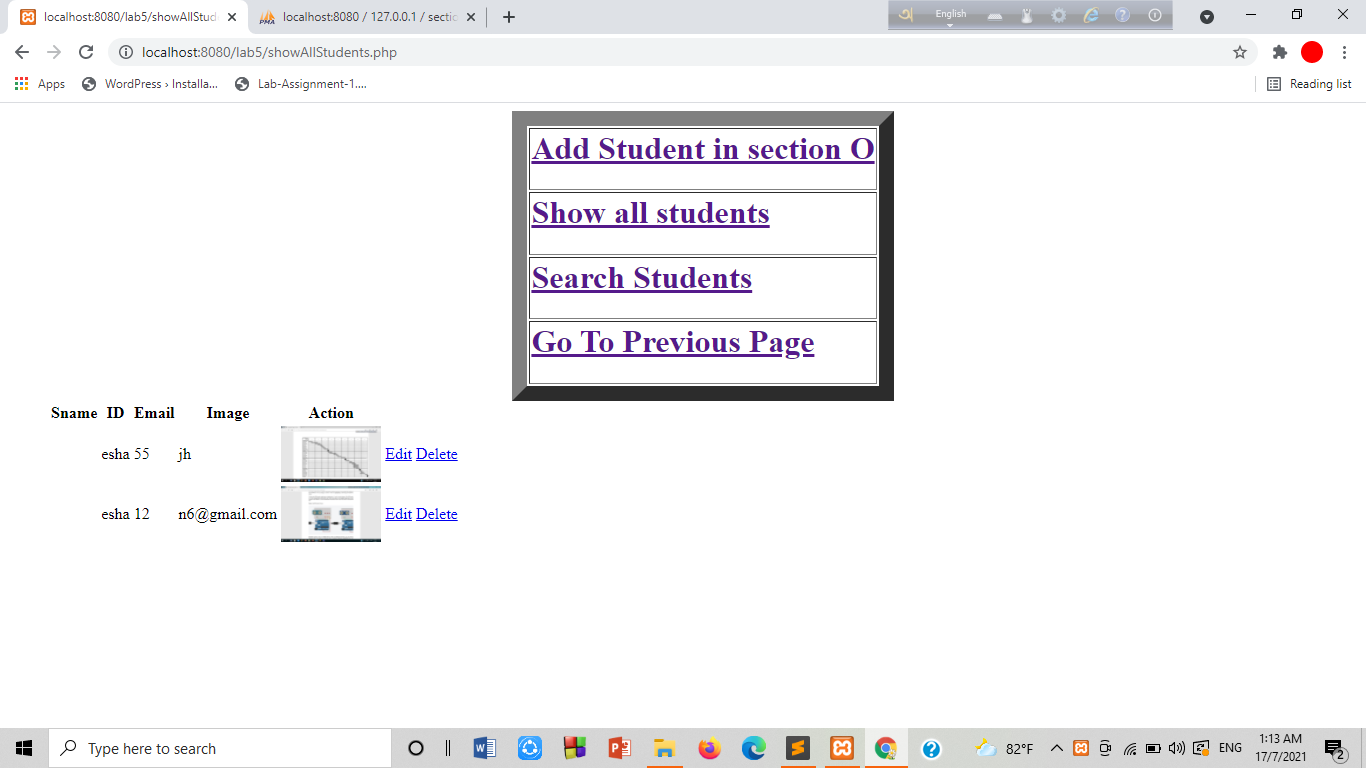 localhost:8080/lab5/showAllStud
localhost:8080 / 127.0.0.1 / sectio
English
localhost:8080/lab5/showAllStudents.php
Apps
WordPress › Installa...
Lab-Assignment-1....
Reading list
Add Student in section O
Show all students
Search Students
Go To Previous Page
Sname ID Email Image Action
esha 55 jh Edit Delete
esha 12 n6@gmail.com Edit Delete
Type here to search
82°F
ENG
1:13 AM
17/7/2021
2